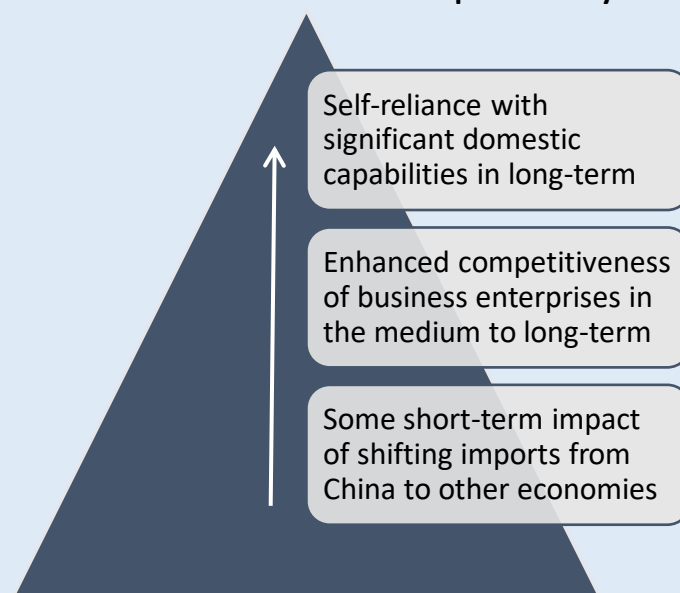 Self-reliance with
significant domestic
capabilities in long-term
Enhanced competitiveness
of business enterprises in
the medium to long-term
Some short-term impact
of shifting imports from
China to other economies